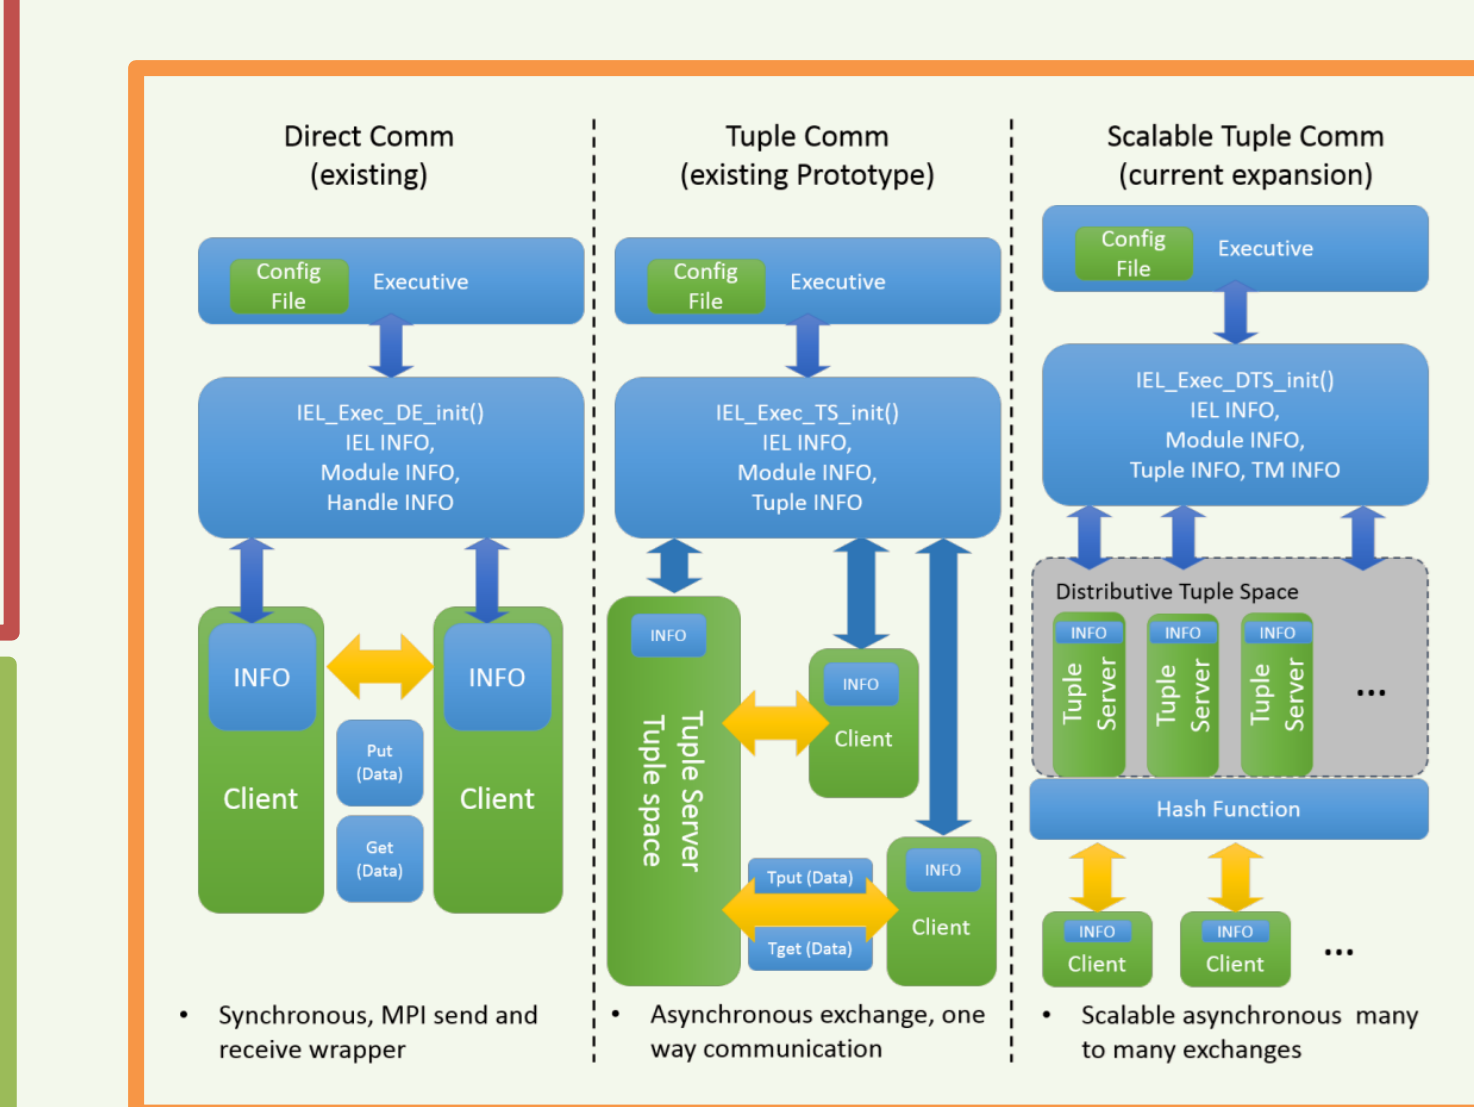 Direct Comm
(existing)
Config
File
Executive
IEL_Exec_DE_init()
IEL INFO,
Module INFO,
Handle INFO
INFO
INFO
Put
(Data)
Client
Client
Get
(Data)
• Synchronous, MPI send and
receive wrapper
Tuple Comm
(existing Prototype)
Config
File
Executive
IEL_Exec_TS_init()
IEL INFO,
Module INFO,
Tuple INFO
INFO
Tuple Server
Tuple space
INFO
Client
Tput (Data)
Tget (Data)
INFO
Client
• Asynchronous exchange, one
way communication
Scalable Tuple Comm
(current expansion)
Config
File
Executive
IEL_Exec_DTS_init()
IEL INFO,
Module INFO,
Tuple INFO, TM INFO
Distributive Tuple Space
INFO
Tuple
Server
INFO
Tuple
Server
INFO
Tuple
Server
...
Hash Function
INFO
Client
INFO
Client
...
• Scalable asynchronous  many
to many exchanges